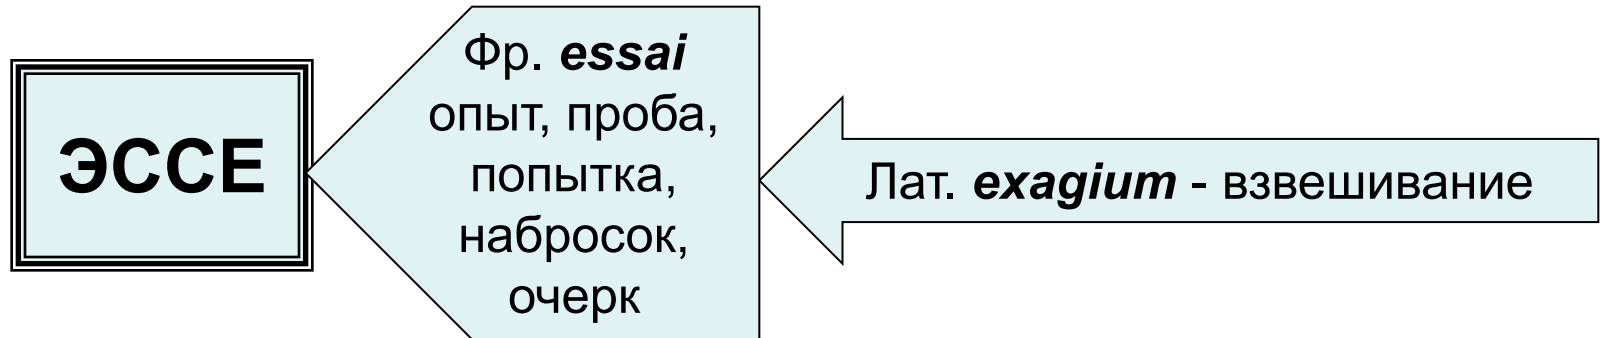 ЭССЕ
Фр. essai
опыт, проба,
попытка,
набросок,
очерк
Лат. exagium - взвешивание